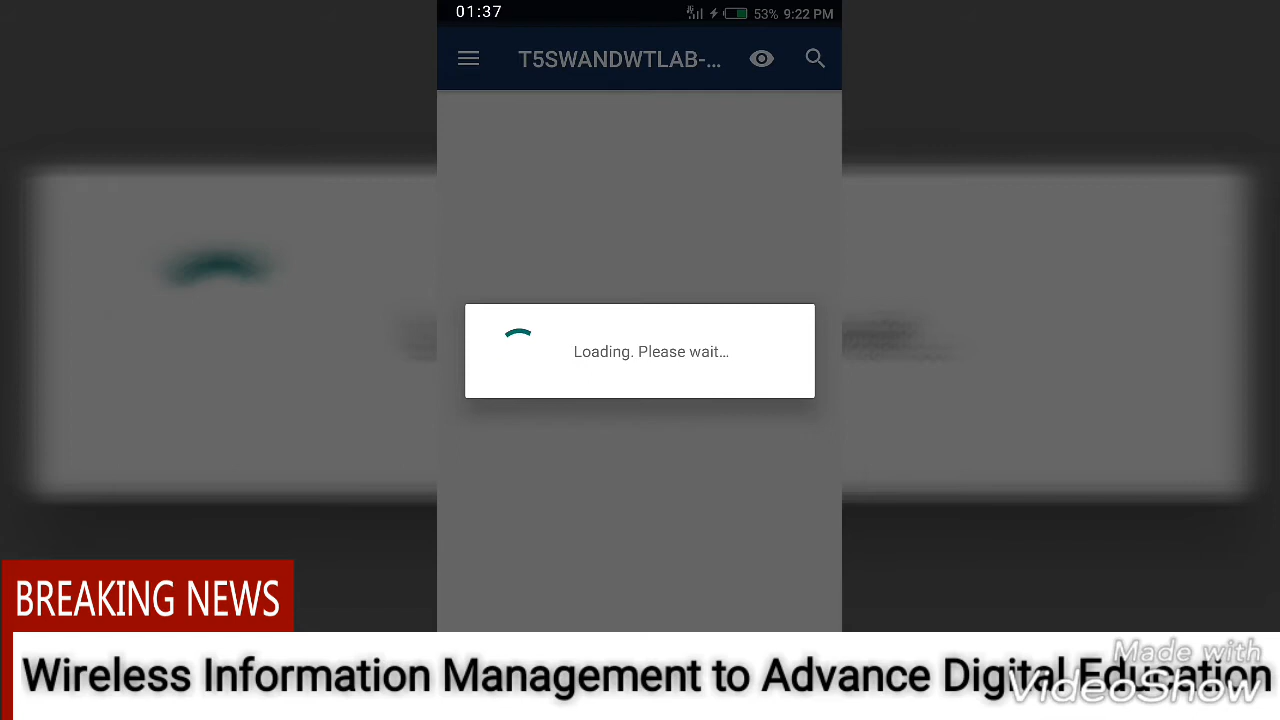 01:37
53% 9:22 PM
T5SWANDWTLAB-...
Loading. Please wait...
BREAKING NEWS
Wireless Information Management to Advance Digital Education
Made with
VideoShow